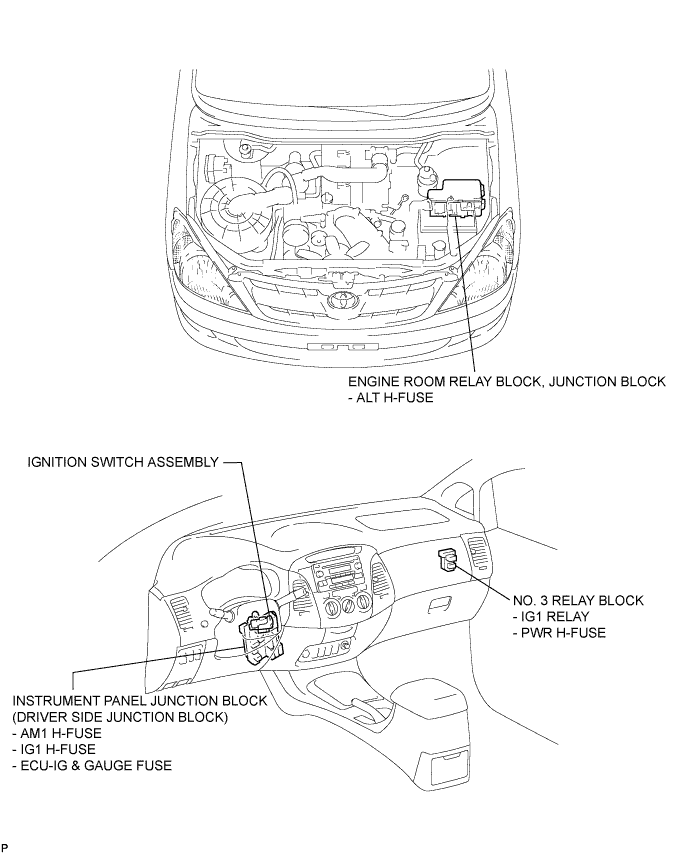 ENGINE ROOM RELAY BLOCK, JUNCTION BLOCK
- ALT H-FUSE
IGNITION SWITCH ASSEMBLY
NO. 3 RELAY BLOCK
- IG1 RELAY
- PWR H-FUSE
INSTRUMENT PANEL JUNCTION BLOCK
(DRIVER SIDE JUNCTION BLOCK)
- AM1 H-FUSE
- IG1 H-FUSE
- ECU-IG & GAUGE FUSE
P